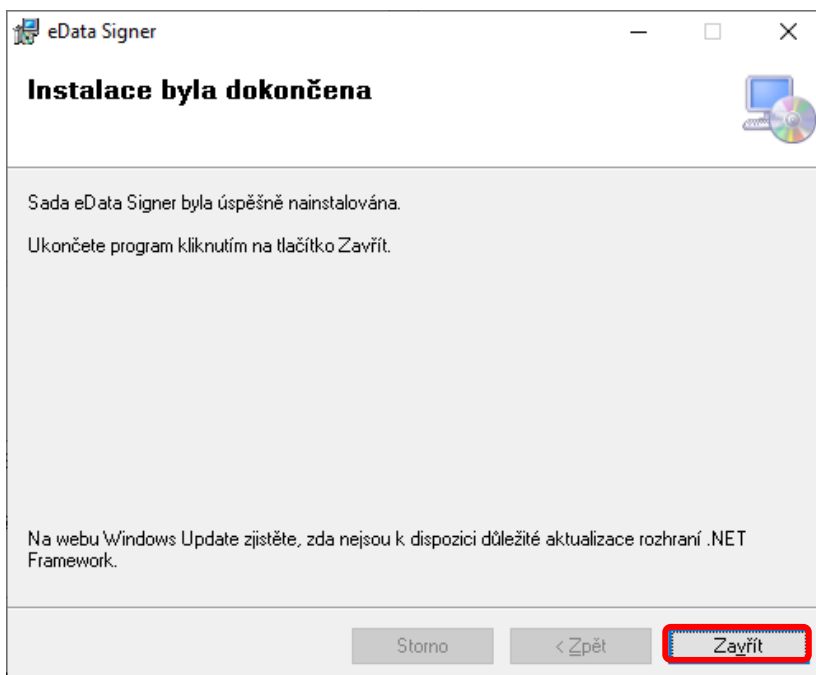 eData Signer
Instalace byla dokončena
Sada eData Signer byla úspěšně nainstalována.
Ukončete program kliknutím na tlačítko Zavřít.
Na webu Windows Update zjistěte, zda nejsou k dispozici důležité aktualizace rozhraní .NET
Framework.
Storno
< Zpět
Zavřít